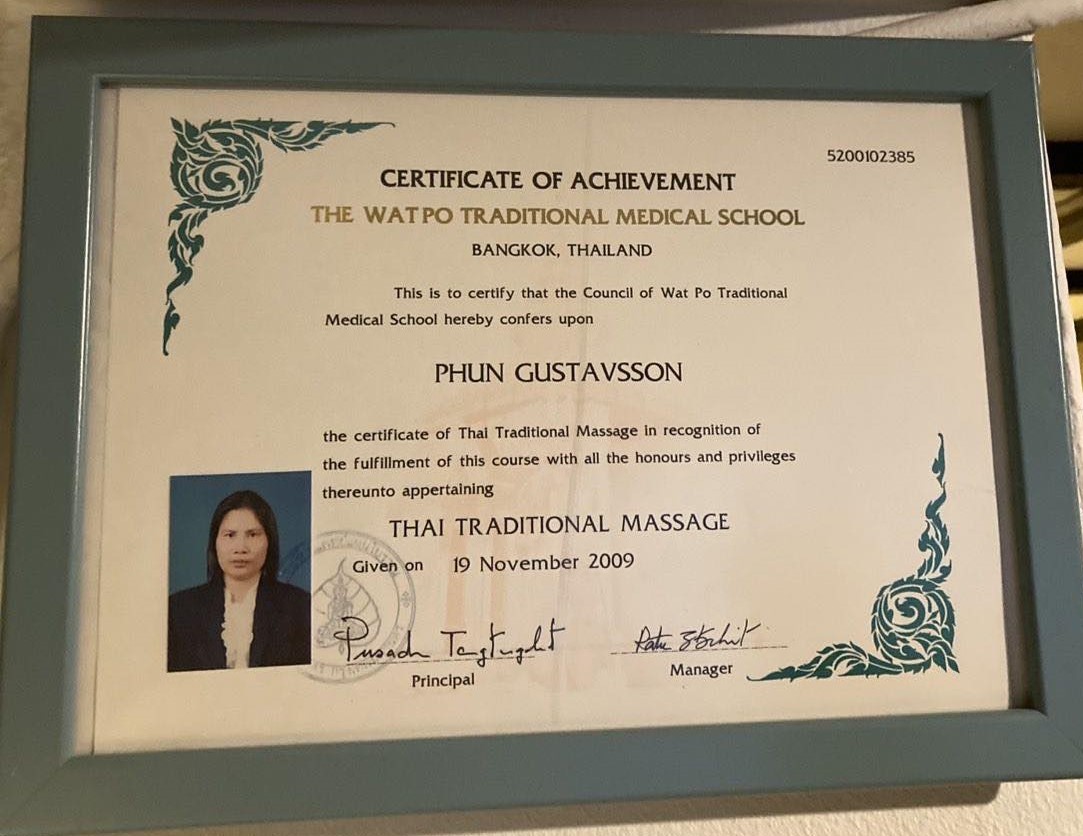 5200102385
CERTIFICATE OF ACHIEVEMENT
THE WAT PO TRADITIONAL MEDICAL SCHOOL
BANGKOK, THAILAND
This is to certify that the Council of Wat Po Traditional
Medical School hereby confers upon
PHUN GUSTAVSSON
the certificate of Thai Traditional Massage in recognition of
the fulfillment of this course with all the honours and privileges
thereunto appertaining
THAI TRADITIONAL MASSAGE
Given on 19 November 2009
Principal
Manager